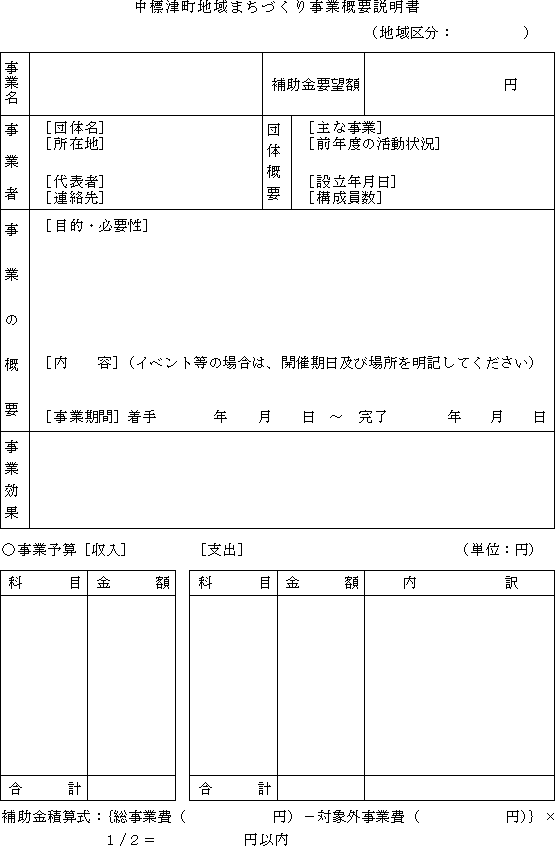 中標津町地域まちづくり事業概要説明書
（地域区分：　　　　　）
事業名　補助金要望額　円
事業者
［団体名］
［所在地］
［代表者］
［連絡先］
団体概要
［主な事業］
［前年度の活動状況］
［設立年月日］
［構成員数］
事業の概要
［目的・必要性］
［内　　容］（イベント等の場合は、開催期日及び場所を明記してください）
［事業期間］着手　　　　年　　月　　日　～　完了　　　　年　　月　　日
事業効果
○事業予算［収入］　　　　［支出］　　　　（単位：円）
科　　目　金　　額　科　　目　金　　額　内　　　　訳
合　　計　合　　計
補助金積算式：{総事業費（　　　　　円）－対象外事業費（　　　　　円）}　×
１／２＝　　　　　円以内